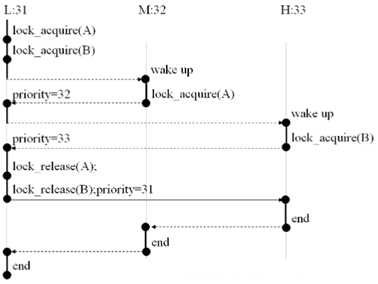 L:31 M:32 H:33
lock_acquire(A)
lock_acquire(B)
wake up
priority=32 lock_acquire(A)
wake up
priority=33 lock_acquire(B)
lock_release(A);
lock_release(B);priority=31
end
end
end